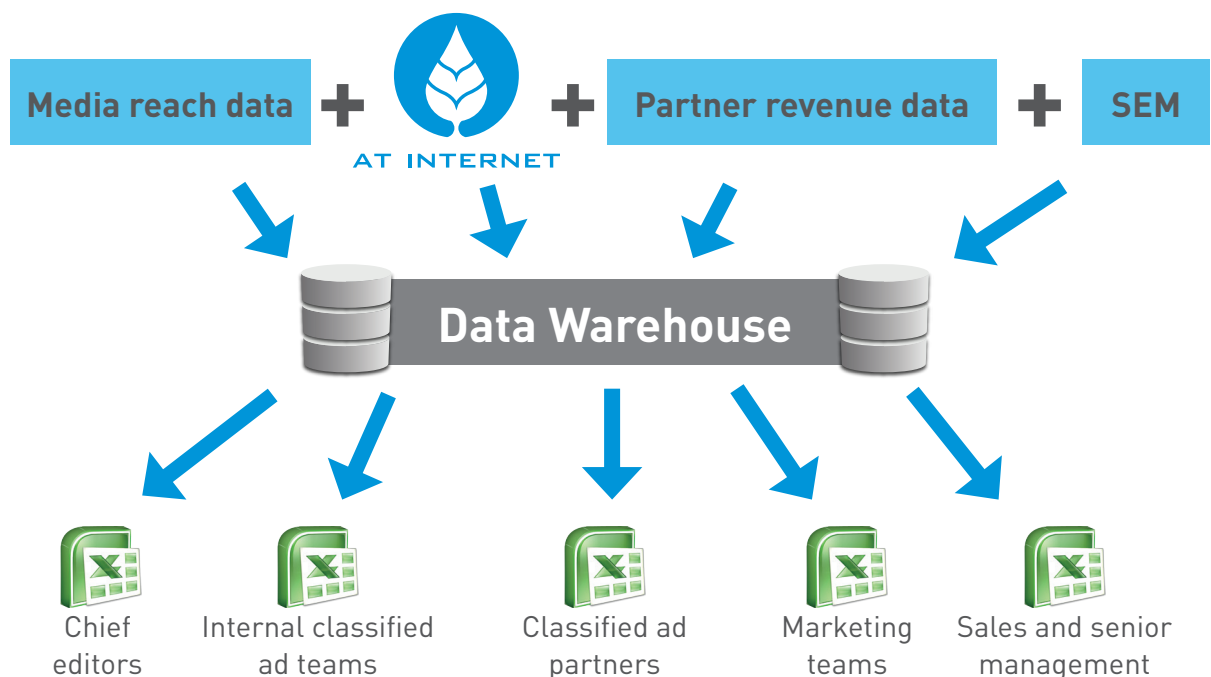 Media reach data + AT INTERNET + Partner revenue data + SEM
Data Warehouse
Chief
editors
Internal classified
ad teams
Classified ad
partners
Marketing
teams
Sales and senior
management